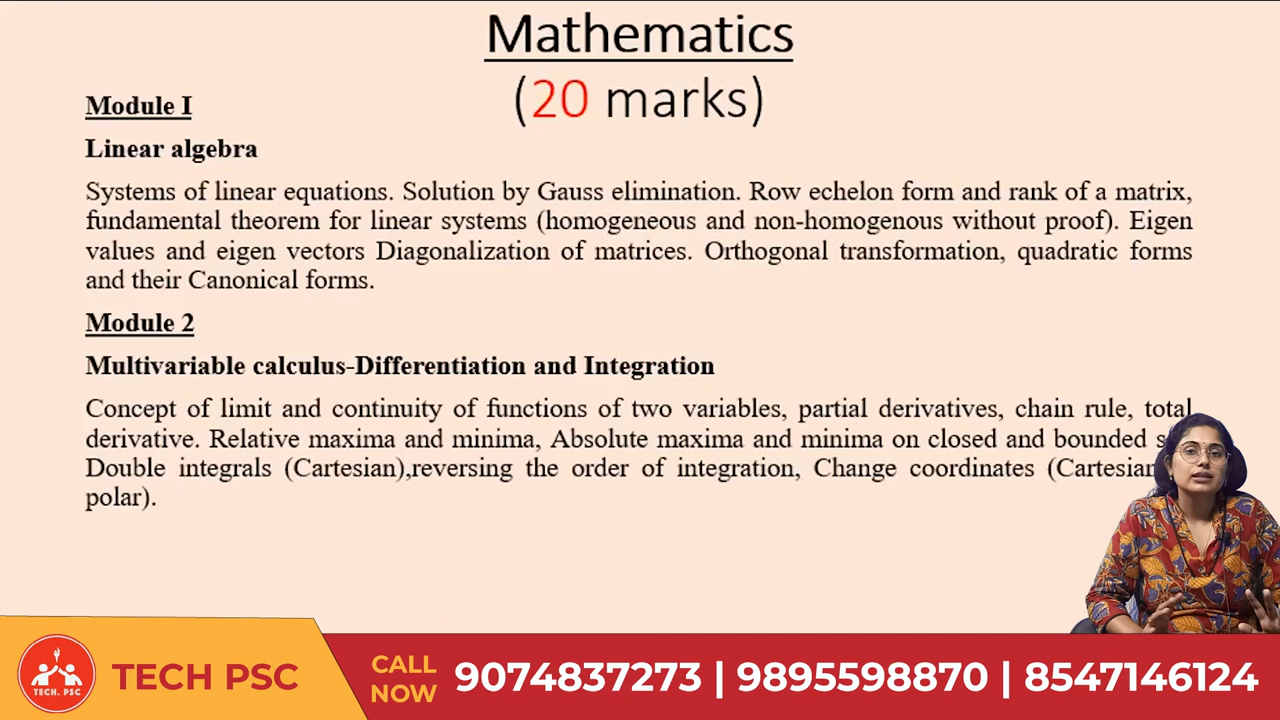 Mathematics
(20 marks)
Module I
Linear algebra
Systems of linear equations. Solution by Gauss elimination. Row echelon form and rank of a matrix,
fundamental theorem for linear systems (homogeneous and non-homogenous without proof). Eigen
values and eigen vectors Diagonalization of matrices. Orthogonal transformation, quadratic forms
and their Canonical forms.
Module 2
Multivariable calculus-Differentiation and Integration
Concept of limit and continuity of functions of two variables, partial derivatives, chain rule, total
derivative. Relative maxima and minima, Absolute maxima and minima on closed and bounded
Double integrals (Cartesian),reversing the order of integration, Change coordinates (Cartesian
polar).
TECH. PSC
TECH PSC
CALL
NOW
9074837273 | 9895598870 | 8547146124